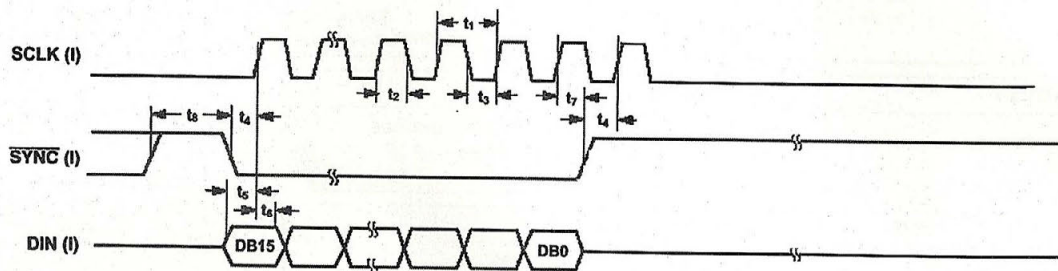 t1
SCLK (I)
t2 t3 t7 t4
t8 t4
SYNC (I)
t5
t6
DIN (I) DB15 DB0